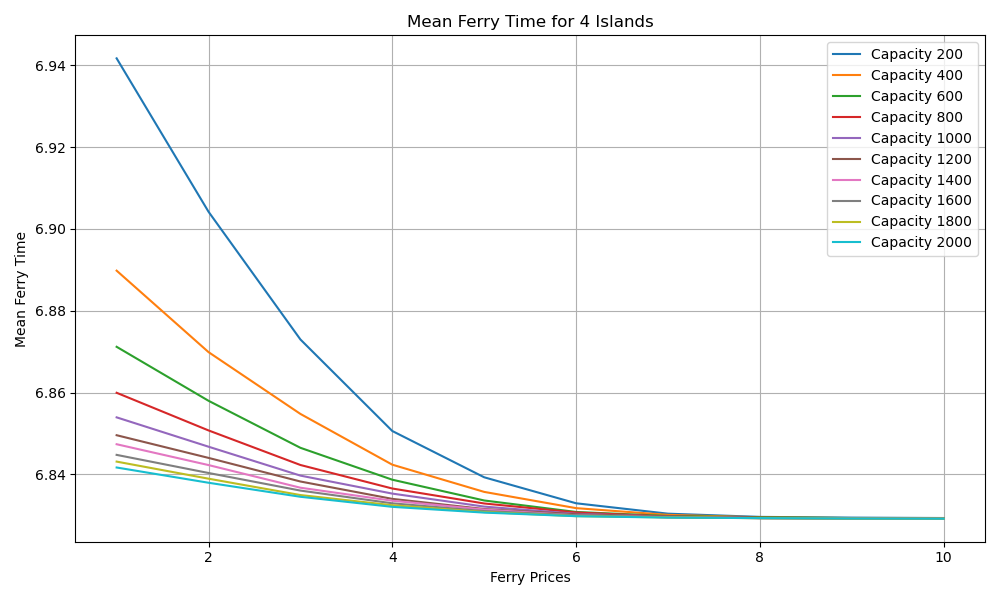 Mean Ferry Time for 4 Islands
Mean Ferry Time
6.94
6.92
6.90
6.88
6.86
6.84
Capacity 200
Capacity 400
Capacity 600
Capacity 800
Capacity 1000
Capacity 1200
Capacity 1400
Capacity 1600
Capacity 1800
Capacity 2000
2 4 6 8 10
Ferry Prices